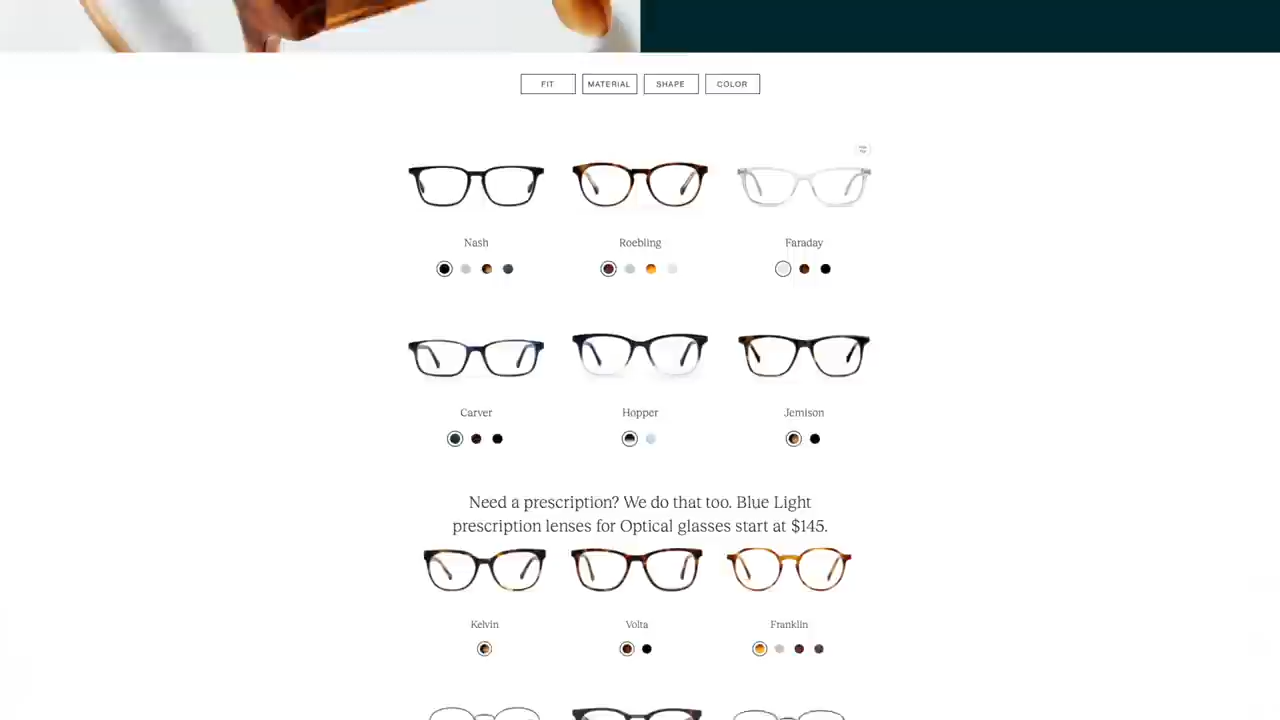 FIT
MATERIAL
SHAPE
COLOR
Nash
Roebling
Faraday
Carver
Hopper
Jemison
Need a prescription? We do that too. Blue Light
prescription lenses for Optical glasses start at $145.
Kelvin
Volta
Franklin